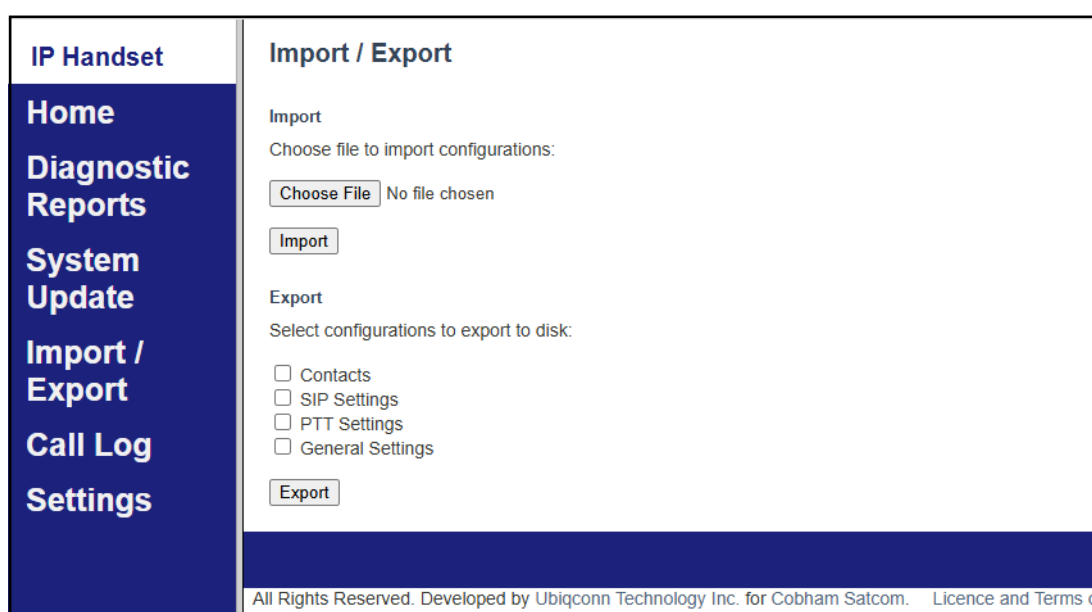 IP Handset
Home
Diagnostic
Reports
System
Update
Import /
Export
Call Log
Settings
Import / Export
Import
Choose file to import configurations:
Choose File No file chosen
Import
Export
Select configurations to export to disk:
Contacts
SIP Settings
PTT Settings
General Settings
Export
All Rights Reserved. Developed by Ubiqconn Technology Inc. for Cobham Satcom. Licence and Terms.